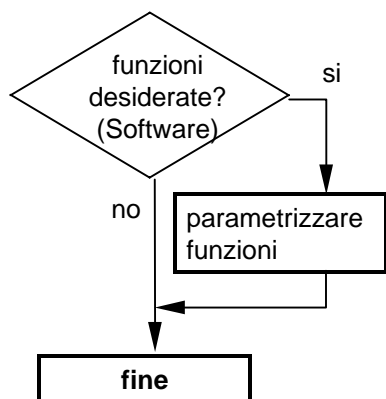 funzioni
desiderate?
(Software)
si
no
parametrizzare
funzioni
fine